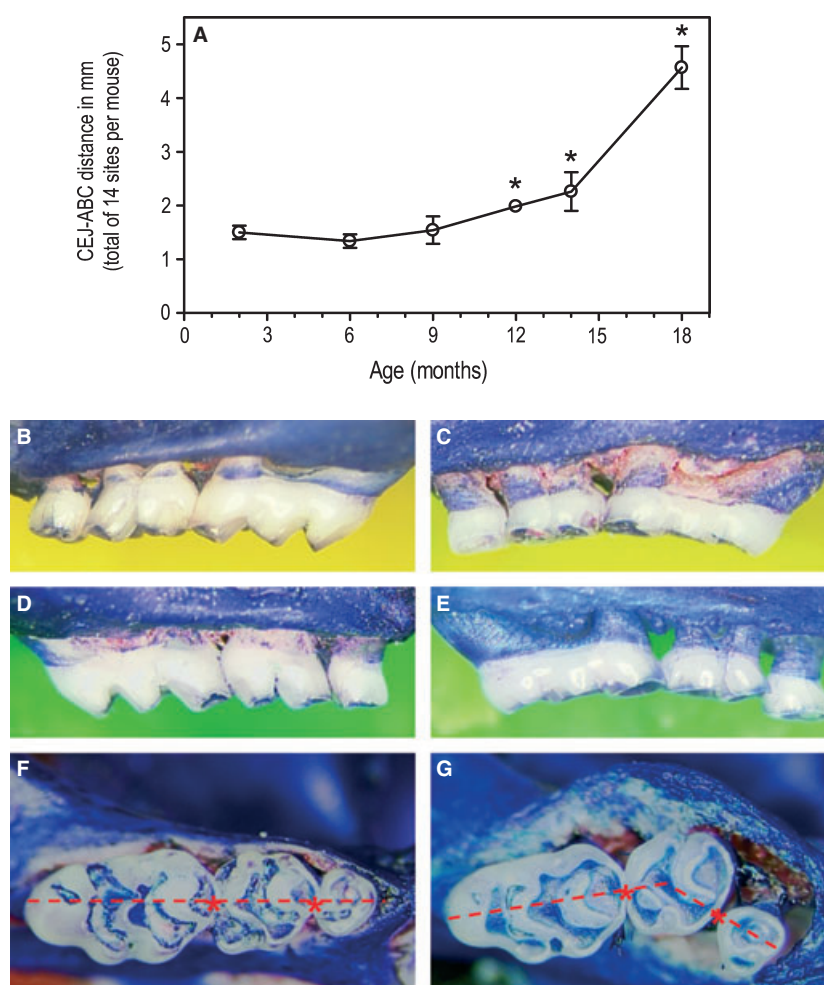 A
*
*
*
5
4
3
2
1
0
CEJ-ABC distance in mm
(total of 14 sites per mouse)
0 3 6 9 12 15 18
Age (months)
B
C
D
E
F
* *
G
*
*